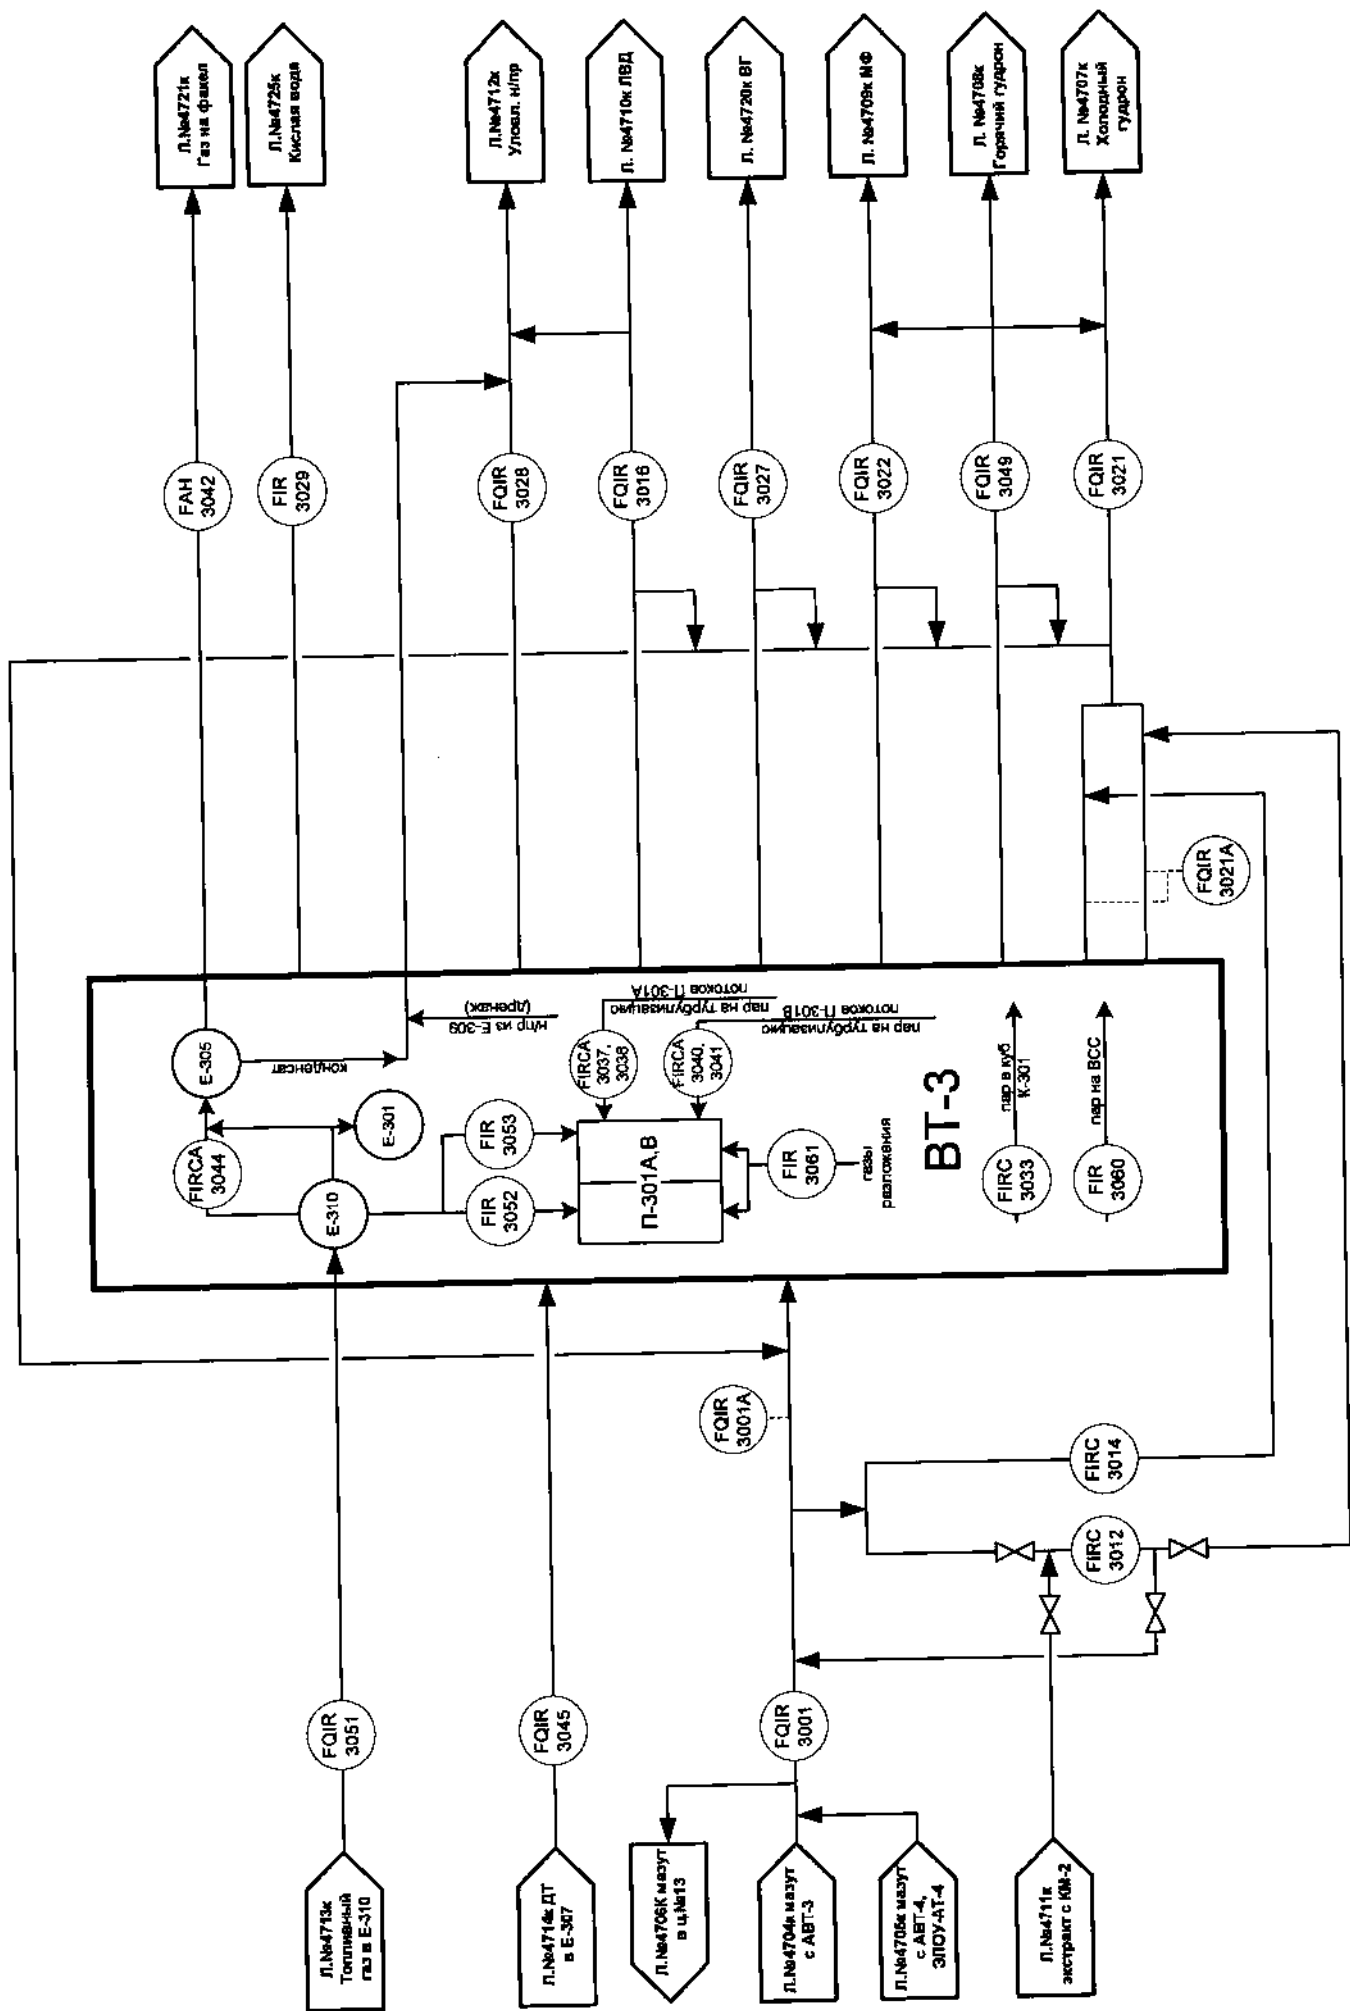 Л.№4721к
Газ на факел
Л.№4725к
Кислая вода
Л.№4712к
Уловл. н/пр
Л. №4710к ЛВД
Л. №4720к ВГ
Л. №4709к МФ
Л. №4708к
Горячий гудрон
Л. №4707к
Холодный
гудрон
FAH
3042
FIR
3029
FQIR
3028
FQIR
3016
FQIR
3027
FQIR
3022
FQIR
3049
FQIR
3021
FQIR
3021A
E-305
конденсат
н/пр из Е-309
(дренаж)
пар на турбулизацию
потоков П-301А
пар на турбулизацию
потоков П-301В
FIRCA
3037,
3038
FIRCA
3040,
3041
FIRCA
3044
E-301
E-310
FIR
3053
FIR
3052
П-301А,В
FIR
3061
газы
разложения
ВТ-3
пар в куб
К-301
FIRC
3033
пар на ВСС
FIR
3060
FQIR
3001A
FIRC
3014
FIRC
3012
FQIR
3051
FQIR
3045
FQIR
3001
Л.№4713к
Топливный
газ в Е-310
Л.№4714к ДТ
в Е-307
Л.№4706К мазут
в ц.№13
Л.№4704к мазут
с АВТ-3
Л.№4705к мазут
с АВТ-4,
ЭЛОУ-АТ-4
Л.№4711к
экстракт с КМ-2